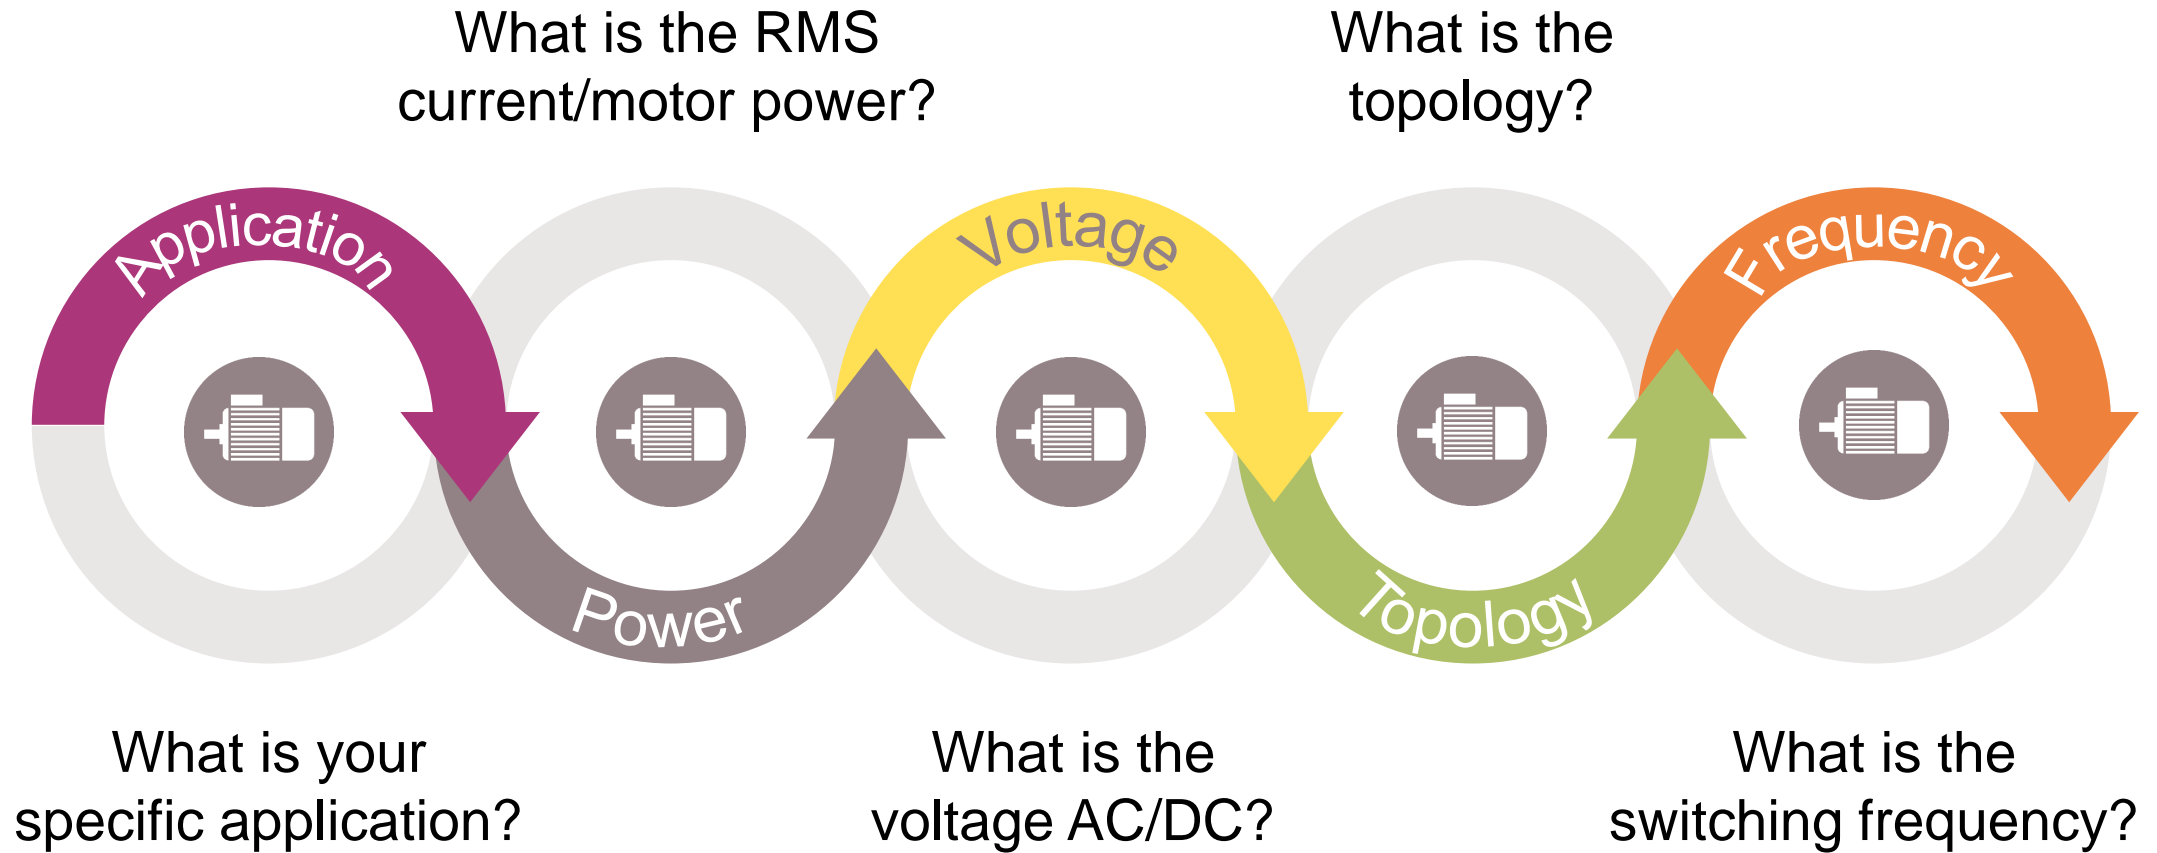 What is the RMS
current/motor power?
What is the
topology?
Application
Power
Voltage
Topology
Frequency
What is your
specific application?
What is the
voltage AC/DC?
What is the
switching frequency?